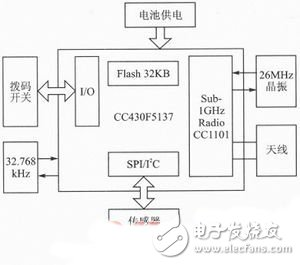 电池供电
拨码
开关
I/O
Flash 32KB
CC430F5137
Sub-
1GHz
Radio
CC1101
26MHz
晶振
天线
32.768
kHz
SPI/I²C
传感器
电子发烧友
www.elecfans.com